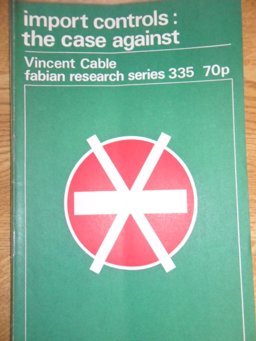 import controls:
the case against
Vincent Cable
fabian research series 335 70p